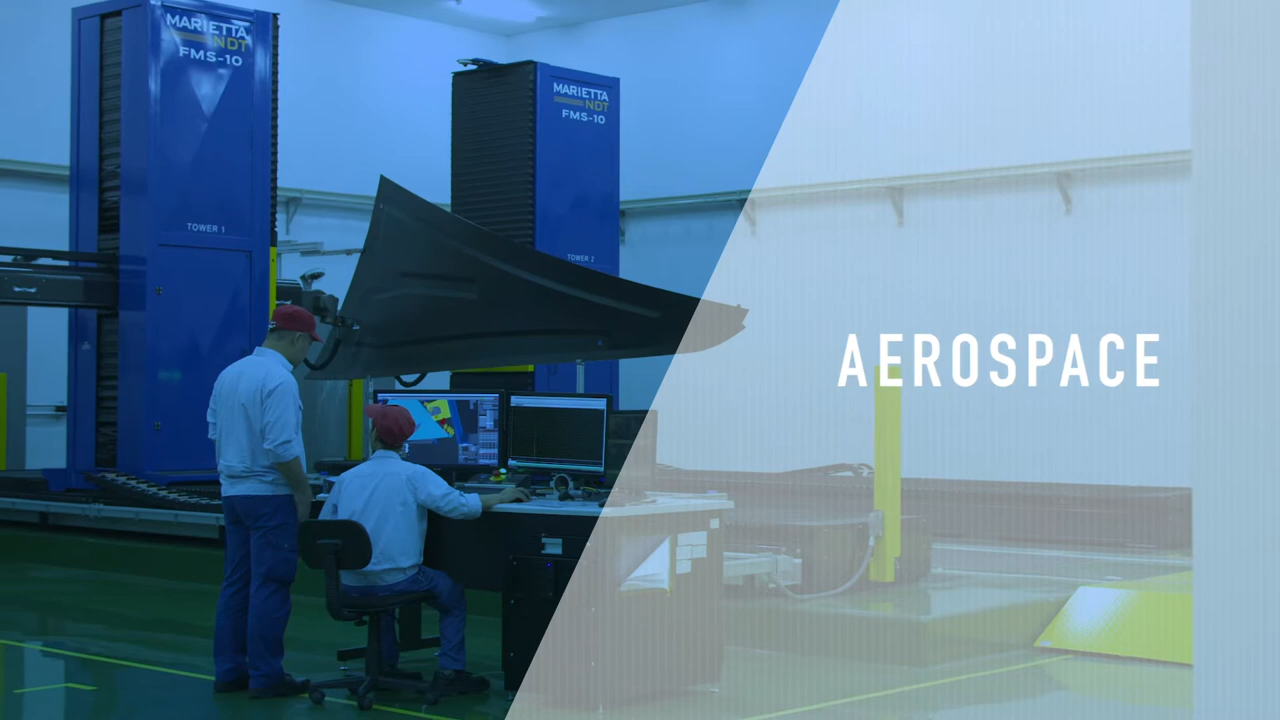 MARIETTA
NDT
FMS-10
TOWER 1
MARIETTA
NDT
FMS-10
TOWER 2
AEROSPACE